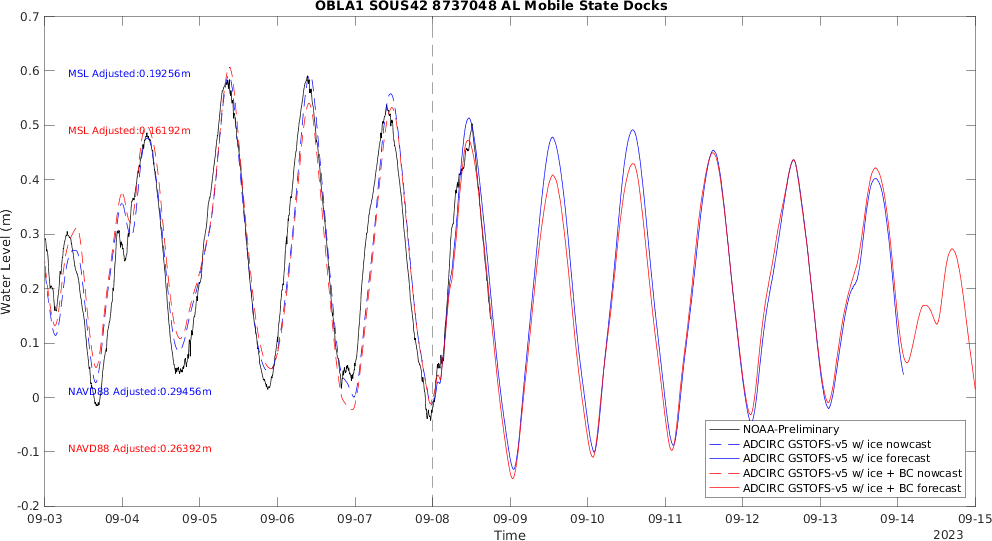 OBLA1 SOUS42 8737048 AL Mobile State Docks
0.7
0.6
0.5
0.4
0.3
0.2
0.1
0
-0.1
-0.2
Water Level (m)
MSL Adjusted:0.19256m
MSL Adjusted:0.16192m
NAVD88 Adjusted:0.29456m
NAVD88 Adjusted:0.26392m
NOAA-Preliminary
ADCIRC GSTOFS-v5 w/ ice nowcast
ADCIRC GSTOFS-v5 w/ ice forecast
ADCIRC GSTOFS-v5 w/ ice + BC nowcast
ADCIRC GSTOFS-v5 w/ ice + BC forecast
09-03 09-04 09-05 09-06 09-07 09-08 09-09 09-10 09-11 09-12 09-13 09-14 09-15
Time
2023